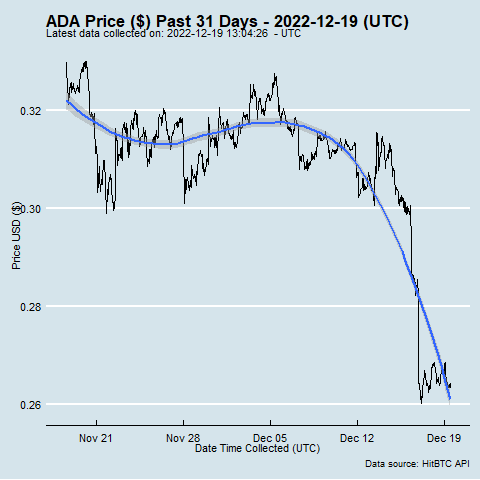 ADA Price ($) Past 31 Days - 2022-12-19 (UTC)
Latest data collected on: 2022-12-19 13:04:26 - UTC
Price USD ($)
0.32
0.30
0.28
0.26
Nov 21 Nov 28 Dec 05 Dec 12 Dec 19
Date Time Collected (UTC)
Data source: HitBTC API